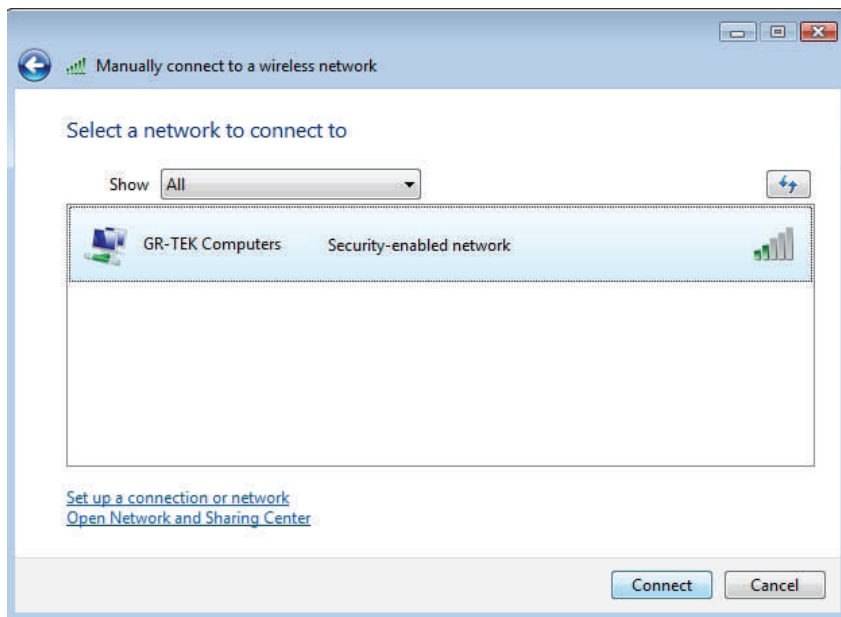 Manually connect to a wireless network
Select a network to connect to
Show All
GR-TEK Computers Security-enabled network
Set up a connection or network
Open Network and Sharing Center
Connect Cancel